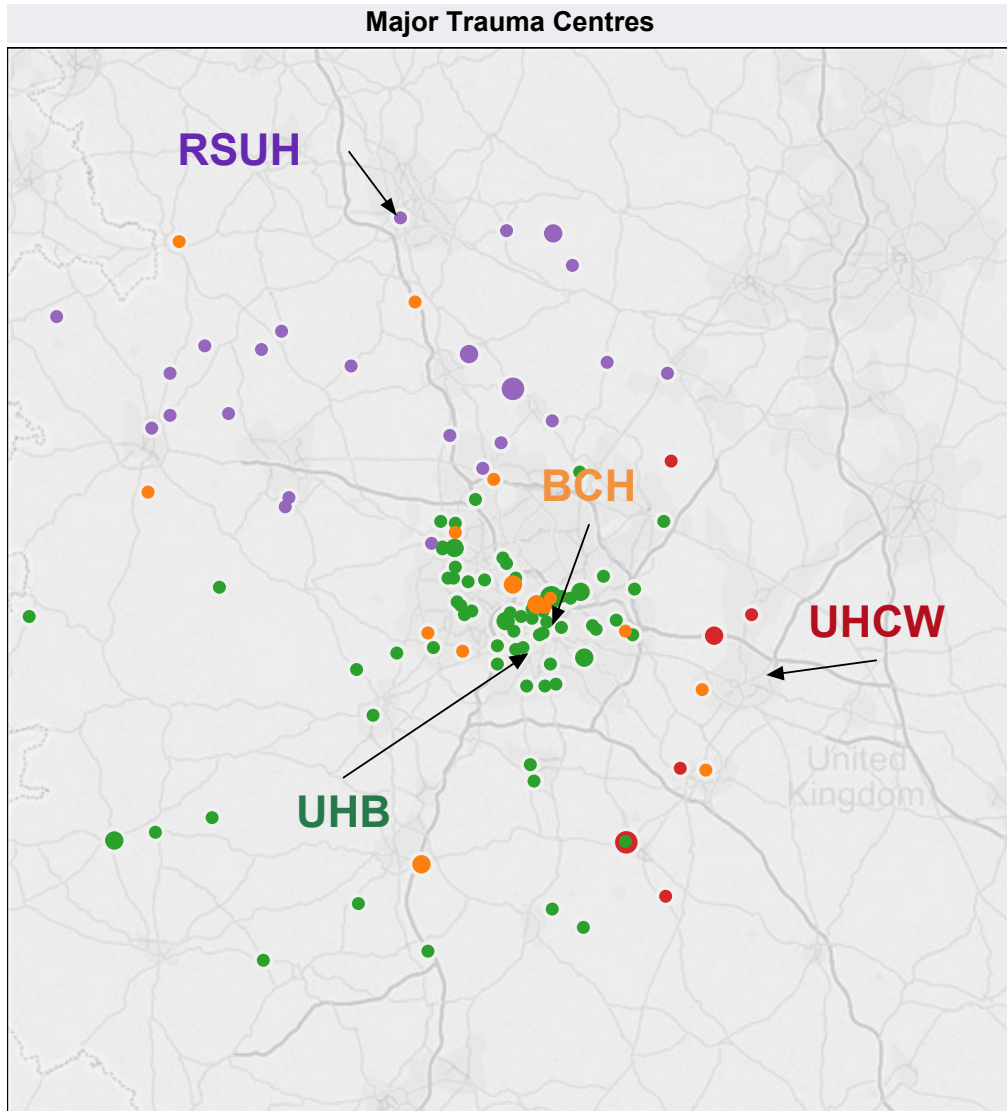 Major Trauma Centres
RSUH
BCH
UHCW
United
Kingdom
UHB